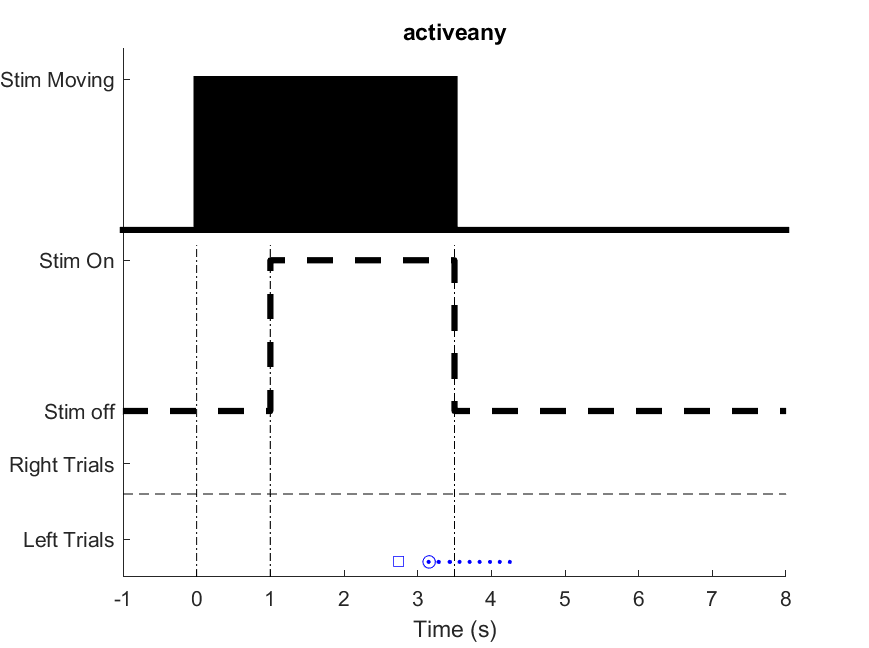 activeany
Stim Moving
Stim On
Stim off
Right Trials
Left Trials
-1 0 1 2 3 4 5 6 7 8
Time (s)